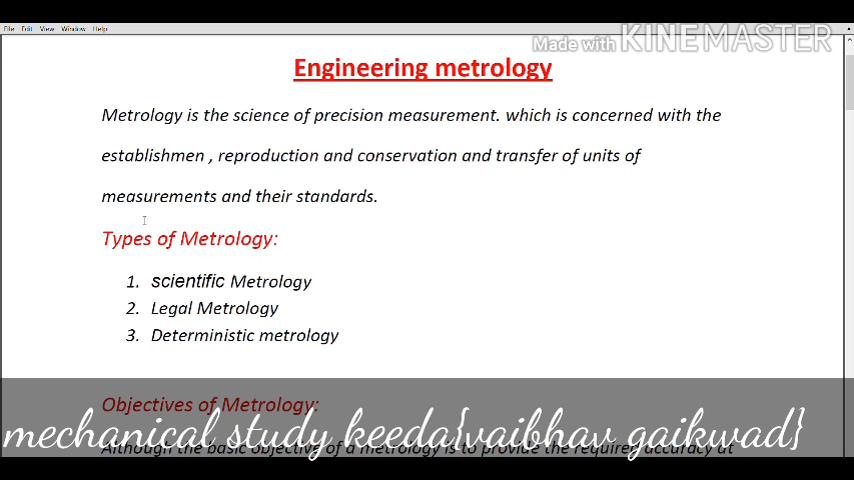 File Edit View Window Help
Made with KINEMASTER
Engineering metrology
Metrology is the science of precision measurement. which is concerned with the
establishmen , reproduction and conservation and transfer of units of
measurements and their standards.
Types of Metrology:
1. scientific Metrology
2. Legal Metrology
3. Deterministic metrology
Objectives of Metrology:
mechanical study keeda{vaibhav gaikwad}
Although the basic objective of a metrology is to provide the required accuracy at